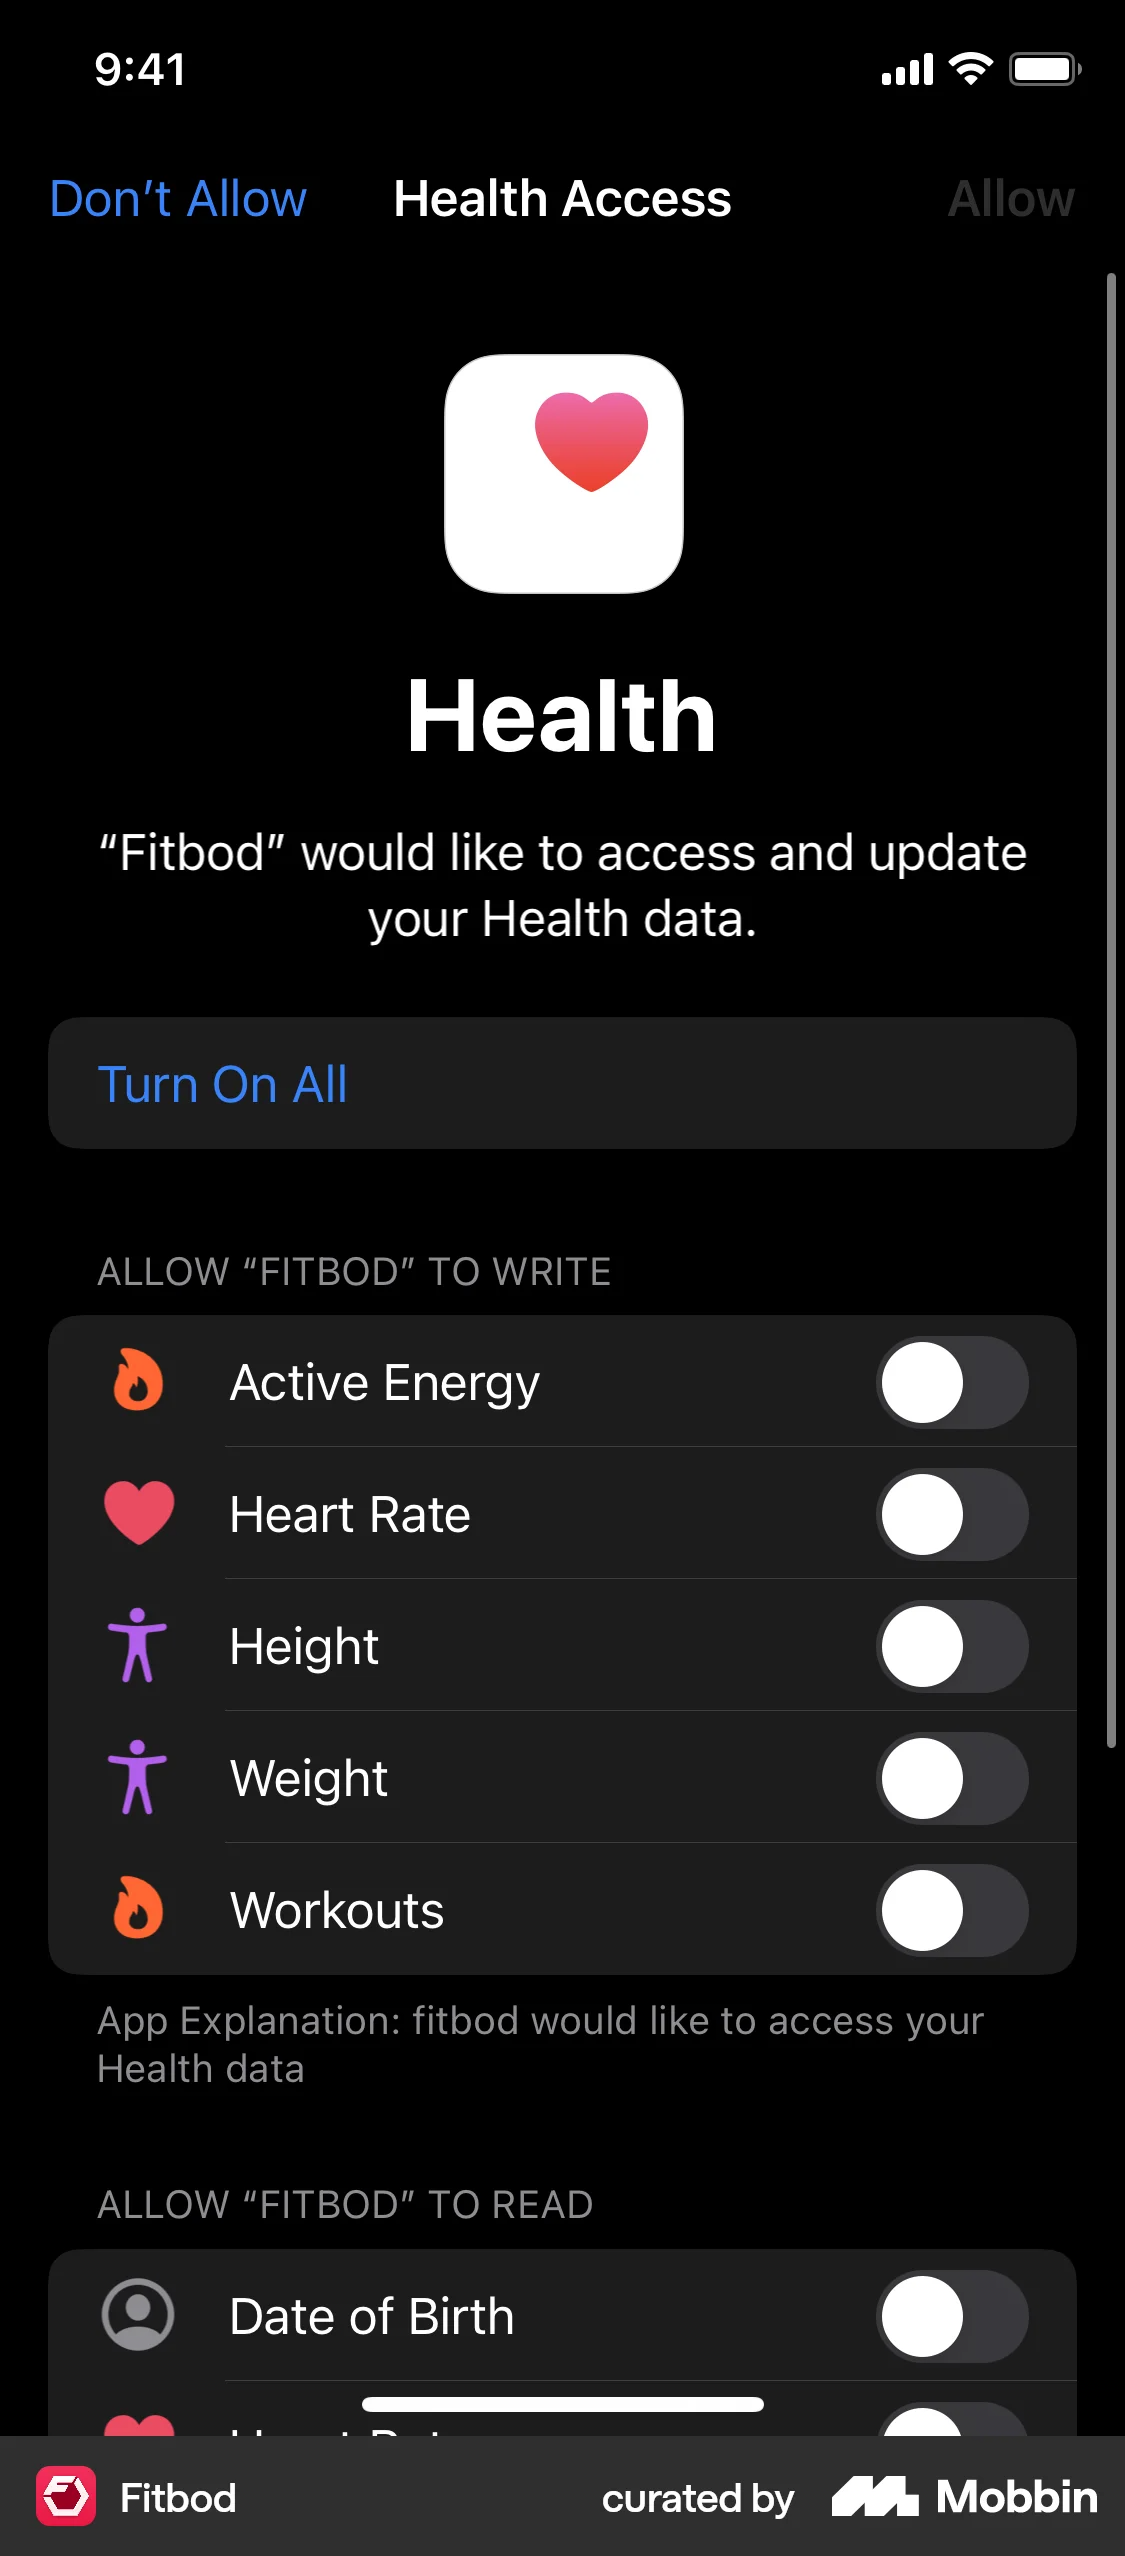 9:41
Don’t Allow
Health Access
Allow
Health
“Fitbod” would like to access and update
your Health data.
Turn On All
ALLOW “FITBOD” TO WRITE
Active Energy
Heart Rate
Height
Weight
Workouts
App Explanation: fitbod would like to access your
Health data
ALLOW “FITBOD” TO READ
Date of Birth
Fitbod
curated by
Mobbin